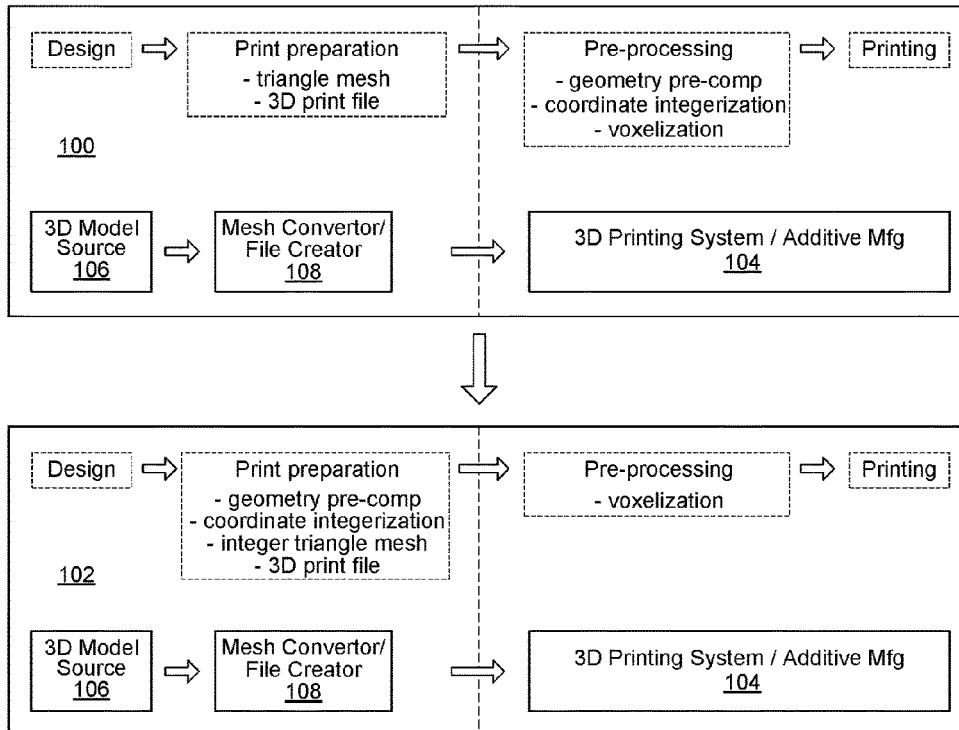 Design
Print preparation
- triangle mesh
- 3D print file
Pre-processing
- geometry pre-comp
- coordinate integerization
- voxelization
Printing
100
3D Model
Source
106
Mesh Convertor/
File Creator
108
3D Printing System / Additive Mfg
104
Design
Print preparation
- geometry pre-comp
- coordinate integerization
- integer triangle mesh
- 3D print file
Pre-processing
- voxelization
Printing
102
3D Model
Source
106
Mesh Convertor/
File Creator
108
3D Printing System / Additive Mfg
104